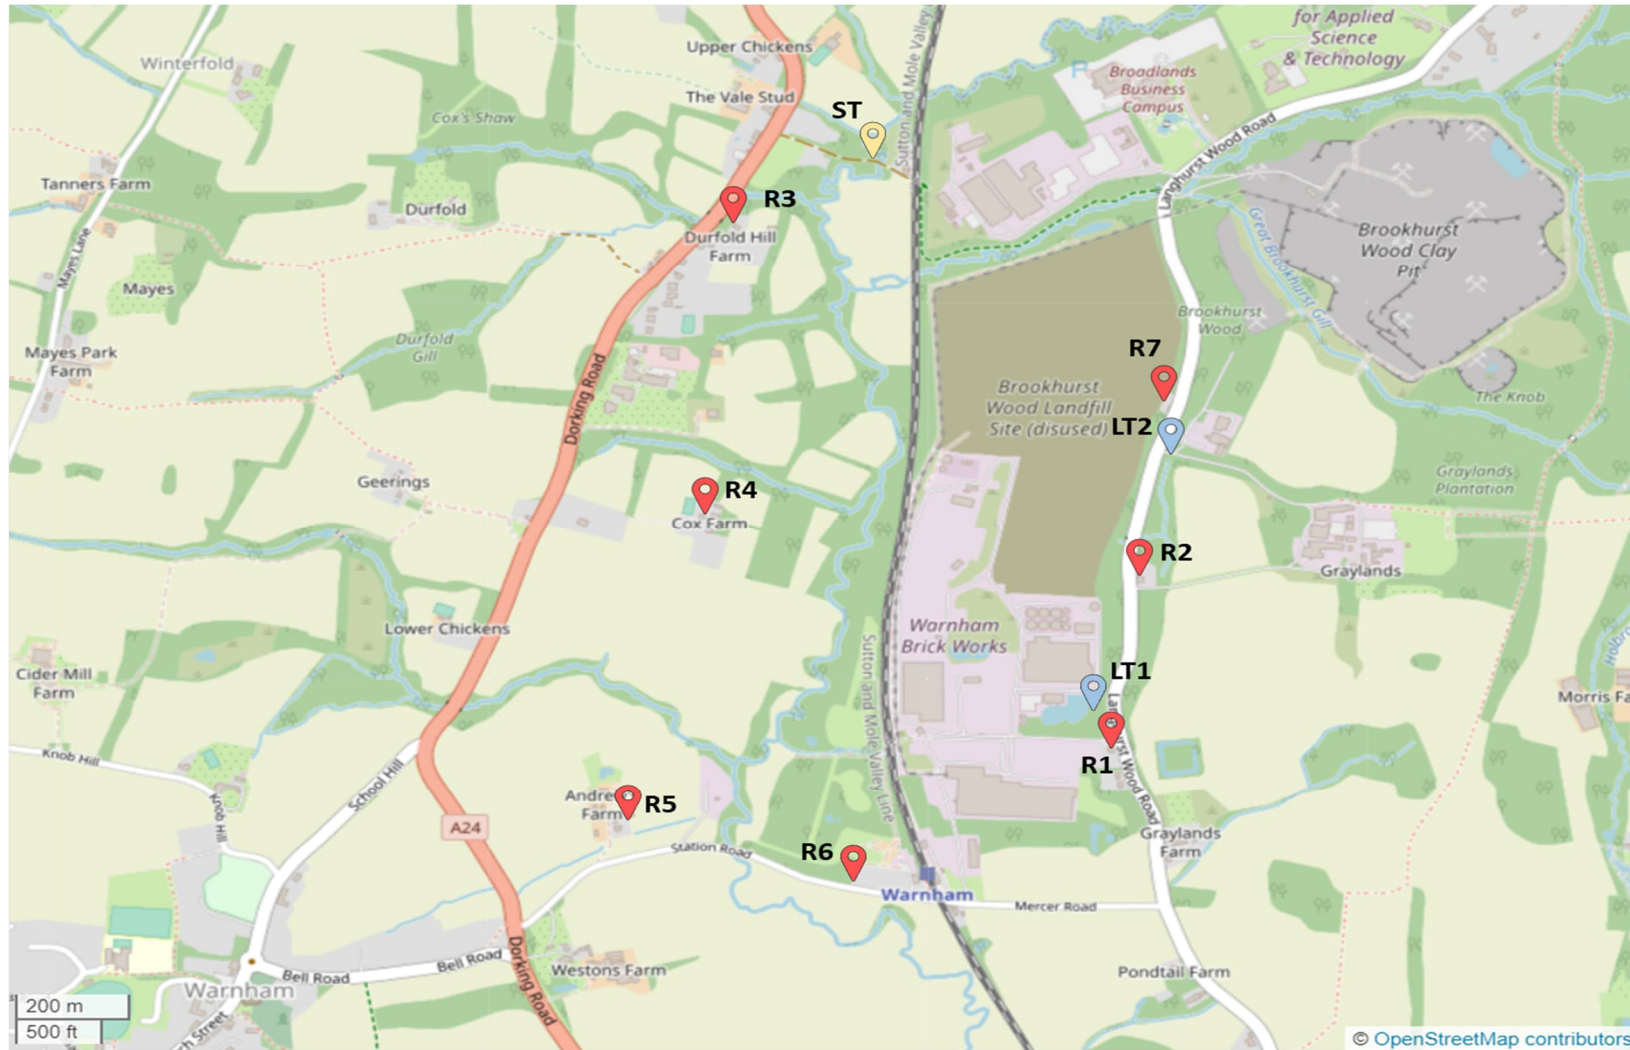 for Applied
Science
& Technology
Upper Chickens
Winterfold
Broadlands
Business
Campus
The Vale Stud
ST
Cox's Shaw
Sutton and Mole Valley
Langhurst Wood Road
Tanners Farm
R3
Durfold
Durfold Hill
Farm
Brookhurst
Wood Clay
Pit
Mayes Lane
Great Brookhurst Gill
Mayes
Brookhurst
Wood
Durfold
Gill
R7
Mayes Park
Farm
Brookhurst
Wood Landfill
Site (disused)
The Knob
Dorking Road
LT2
Geerings
R4
Graylands
Plantation
Cox Farm
R2
Graylands
Lower Chickens
Warnham
Brick Works
Sutton and Mole Valley Line
Cider Mill
Farm
LT1
Morris Fa
Knob Hill
R1
School Hill
Knob Hill
Farm
R5
A24
Station Road
R6
hurst Wood Road
Graylands
Farm
Warnham
Mercer Road
Dorking Road
Bell Road
Bell Road
Westons Farm
Pondtail Farm
Warnham
200 m
500 ft
© OpenStreetMap contributors